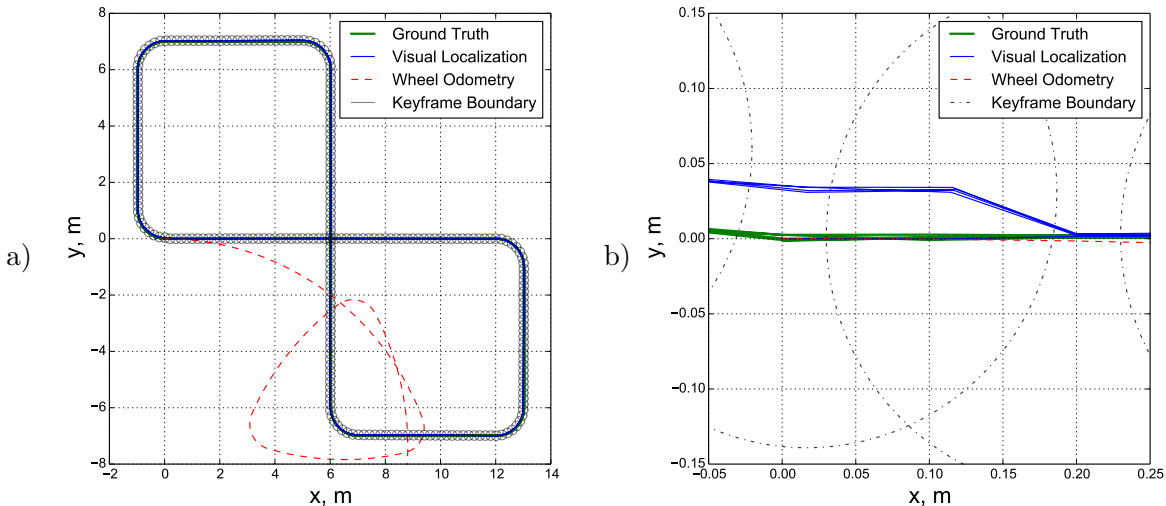 a)
y, m
8
6
4
2
0
−2
−4
−6
−8
−2 0 2 4 6 8 10 12 14
x, m
Ground Truth
Visual Localization
Wheel Odometry
Keyframe Boundary
b)
y, m
0.15
0.10
0.05
0.00
−0.05
−0.10
−0.15
−0.05 0.00 0.05 0.10 0.15 0.20 0.25
x, m
Ground Truth
Visual Localization
Wheel Odometry
Keyframe Boundary